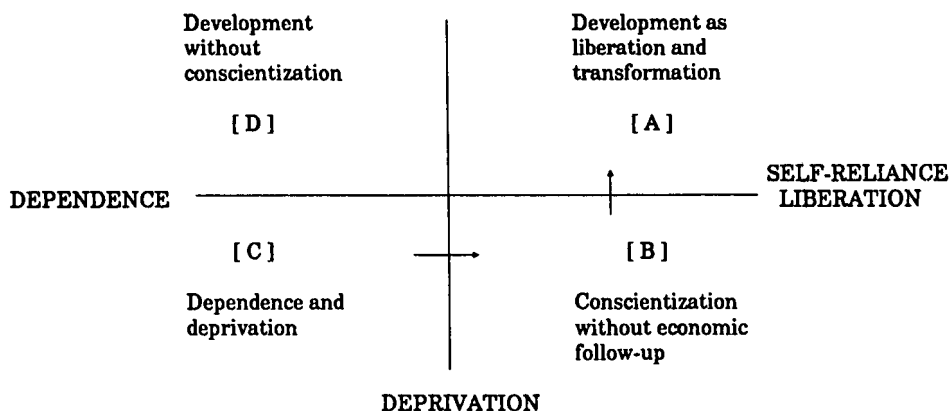 Development
without
conscientization
Development as
liberation and
transformation
[ D ]
[ A ]
DEPENDENCE
SELF-RELIANCE
LIBERATION
[ C ]
[ B ]
Dependence and
deprivation
Conscientization
without economic
follow-up
DEPRIVATION